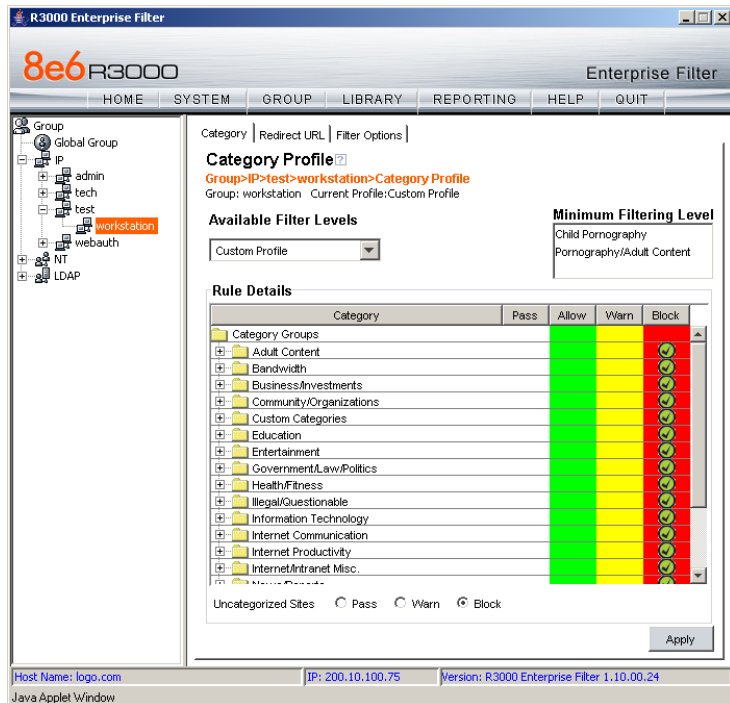 R3000 Enterprise Filter
8e6 R3000
Enterprise Filter
HOME SYSTEM GROUP LIBRARY REPORTING HELP QUIT
Group
Global Group
IP
admin
tech
test
workstation
webauth
NT
LDAP
Category Redirect URL Filter Options
Category Profile ?
Group>IP>test>workstation>Category Profile
Group: workstation Current Profile:Custom Profile
Available Filter Levels
Custom Profile
Minimum Filtering Level
Child Pornography
Pornography/Adult Content
Rule Details
Category Pass Allow Warn Block
Category Groups
Adult Content
Bandwidth
Business/Investments
Community/Organizations
Custom Categories
Education
Entertainment
Government/Law/Politics
Health/Fitness
Illegal/Questionable
Information Technology
Internet Communication
Internet Productivity
Internet/Intranet Misc.
Uncategorized Sites Pass Warn Block
Apply
Host Name: logo.com IP: 200.10.100.75 Version: R3000 Enterprise Filter 1.10.00.24
Java Applet Window